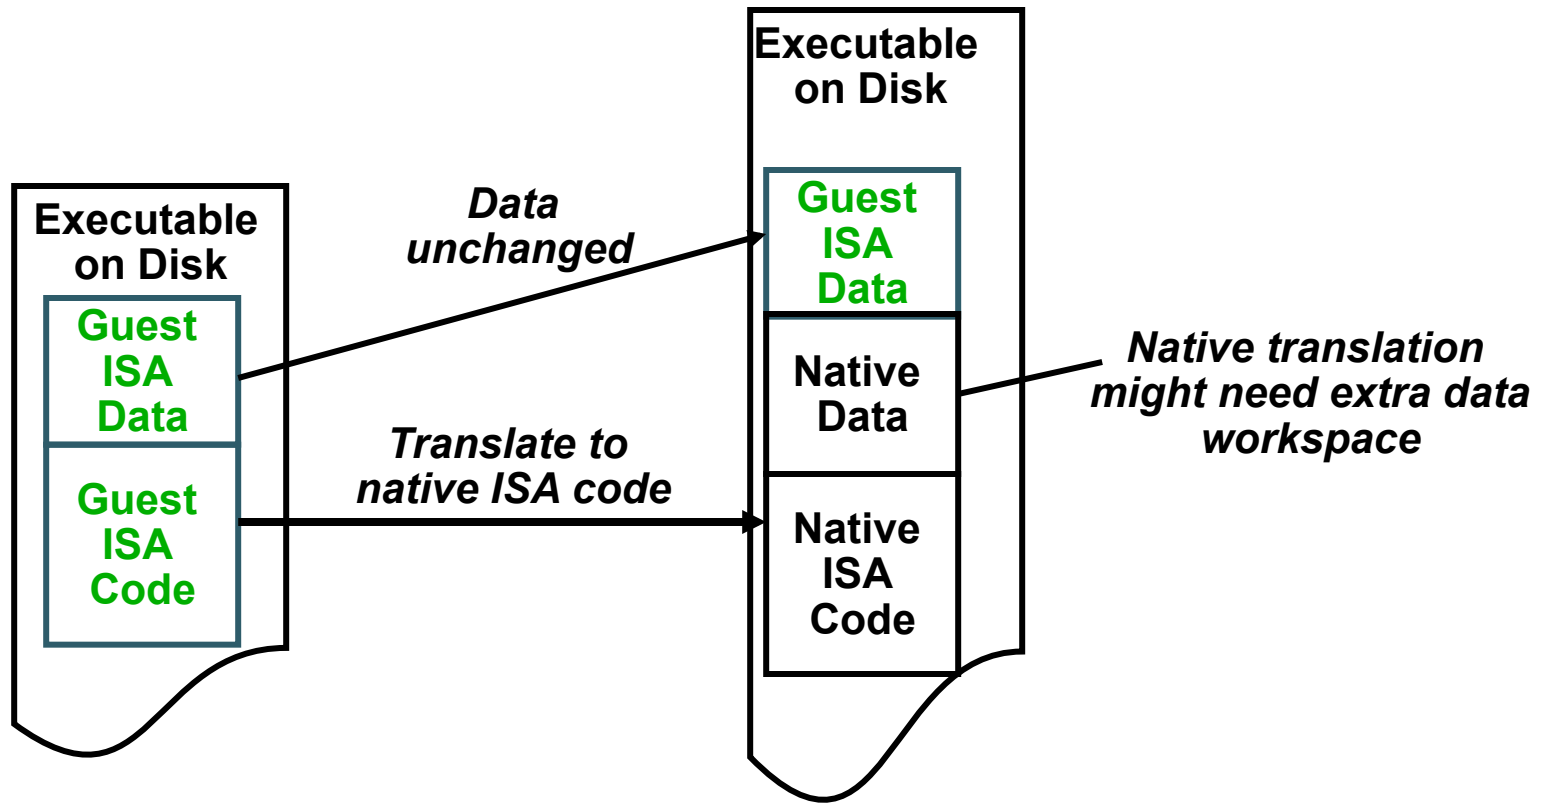 Executable
on Disk
Guest
ISA
Data
Guest
ISA
Code
Data
unchanged
Translate to
native ISA code
Executable
on Disk
Guest
ISA
Data
Native
Data
Native
ISA
Code
Native translation
might need extra data
workspace